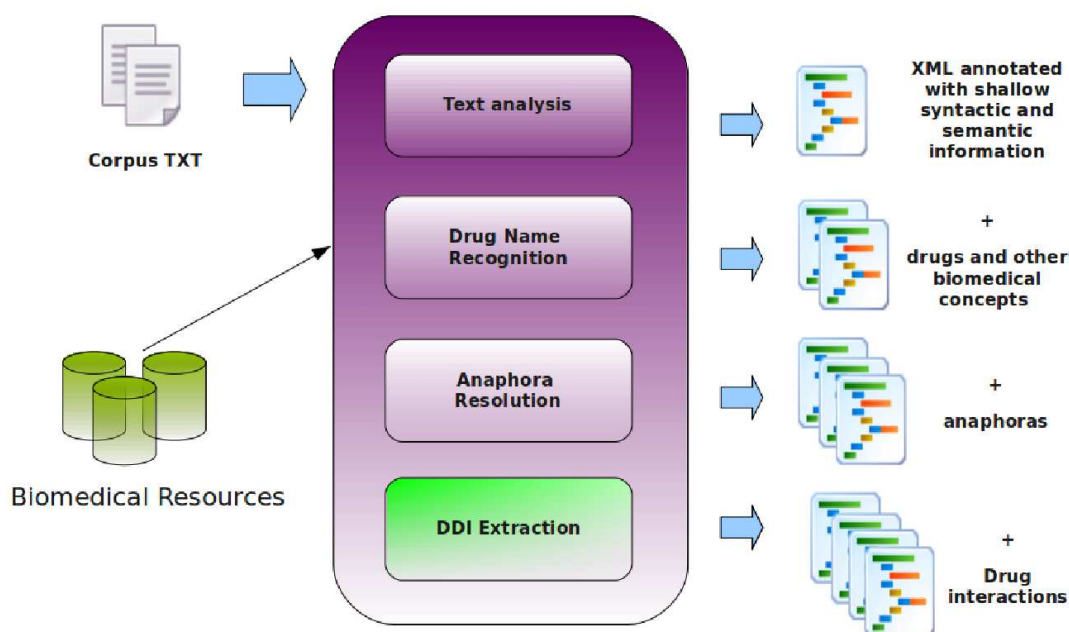 Corpus TXT
Biomedical Resources
Text analysis
Drug Name
Recognition
Anaphora
Resolution
DDI Extraction
XML annotated
with shallow
syntactic and
semantic
information
+
drugs and other
biomedical
concepts
+
anaphoras
+
Drug
interactions